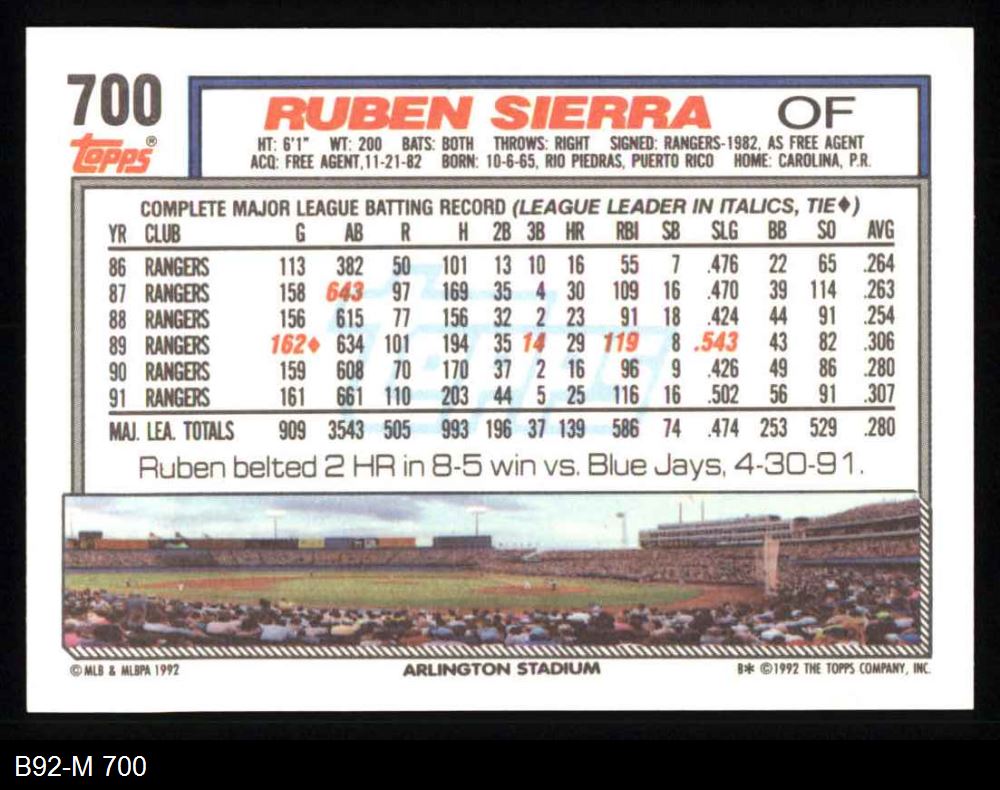 700
Topps®
RUBEN SIERRA OF
HT: 6'1" WT: 200 BATS: BOTH THROWS: RIGHT SIGNED: RANGERS-1982, AS FREE AGENT
ACQ: FREE AGENT,11-21-82 BORN: 10-6-65, RIO PIEDRAS, PUERTO RICO HOME: CAROLINA, P.R.
COMPLETE MAJOR LEAGUE BATTING RECORD (LEAGUE LEADER IN ITALICS, TIE♦)
YR CLUB G AB R H 2B 3B HR RBI SB SLG BB SO AVG
86 RANGERS 113 382 50 101 13 10 16 55 7 .476 22 65 .264
87 RANGERS 158 643 97 169 35 4 30 109 16 .470 39 114 .263
88 RANGERS 156 615 77 156 32 2 23 91 18 .424 44 91 .254
89 RANGERS 162♦ 634 101 194 35 14 29 119 8 .543 43 82 .306
90 RANGERS 159 608 70 170 37 2 16 96 9 .426 49 86 .280
91 RANGERS 161 661 110 203 44 5 25 116 16 .502 56 91 .307
MAJ. LEA. TOTALS 909 3543 505 993 196 37 139 586 74 .474 253 529 .280
Topps
Ruben belted 2 HR in 8-5 win vs. Blue Jays, 4-30-91.
© MLB & MLBPA 1992 ARLINGTON STADIUM B* ©1992 THE TOPPS COMPANY, INC.
B92-M 700